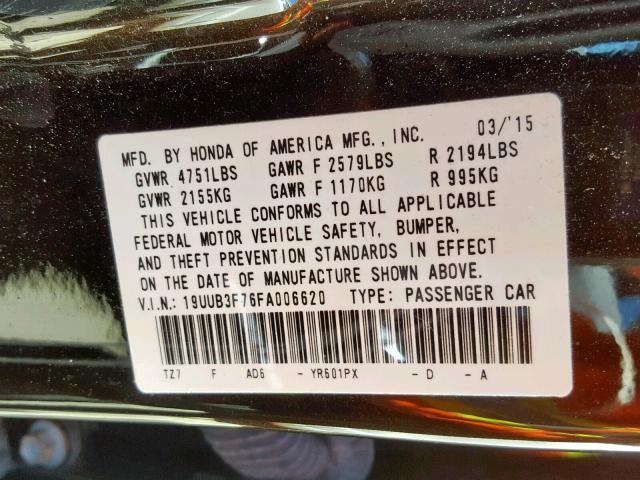 MFD. BY HONDA OF AMERICA MFG., INC. 03/'15
GVWR 4751LBS GAWR F 2579LBS R 2194LBS
GVWR 2155KG GAWR F 1170KG R 995KG
THIS VEHICLE CONFORMS TO ALL APPLICABLE
FEDERAL MOTOR VEHICLE SAFETY, BUMPER,
AND THEFT PREVENTION STANDARDS IN EFFECT
ON THE DATE OF MANUFACTURE SHOWN ABOVE.
V.I.N.: 19UUB3F76FA006620 TYPE: PASSENGER CAR
TZ7 F AD6 - YR601PX - D - A